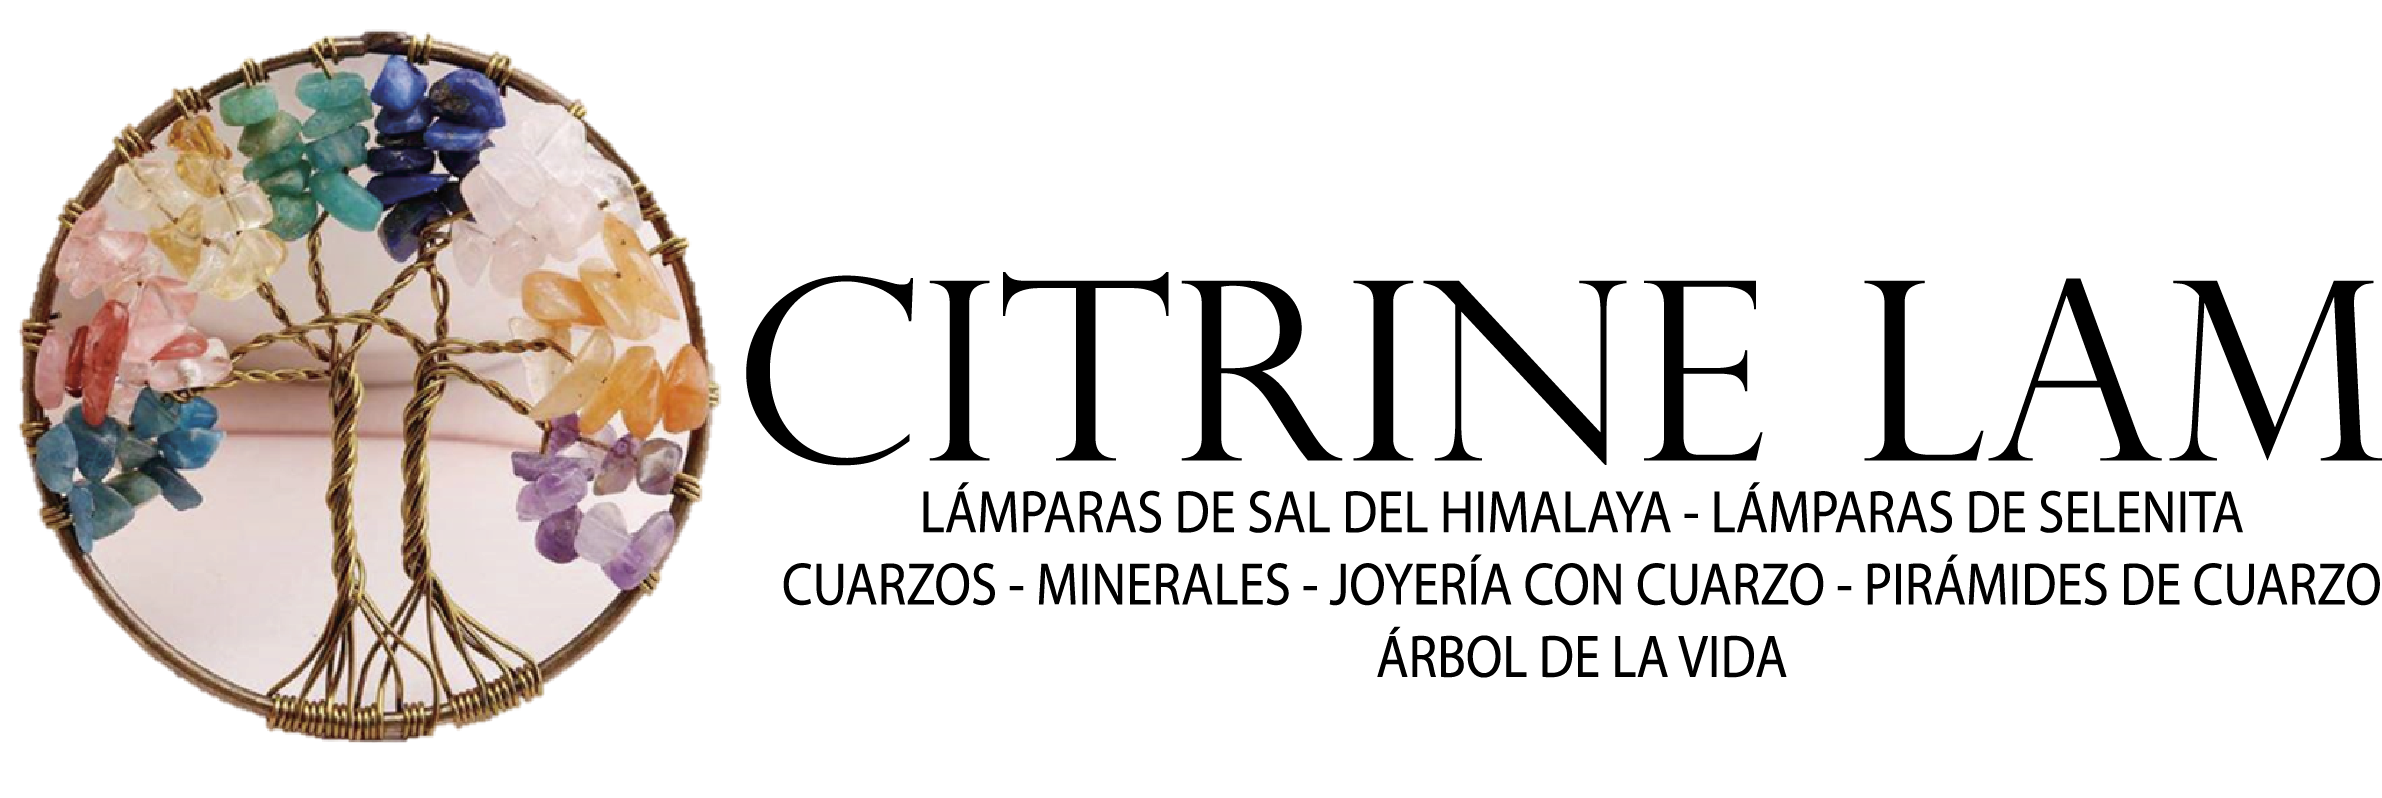 CITRINE LAM
LÁMPARAS DE SAL DEL HIMALAYA - LÁMPARAS DE SELENITA
CUARZOS - MINERALES - JOYERÍA CON CUARZO - PIRÁMIDES DE CUARZO
ÁRBOL DE LA VIDA